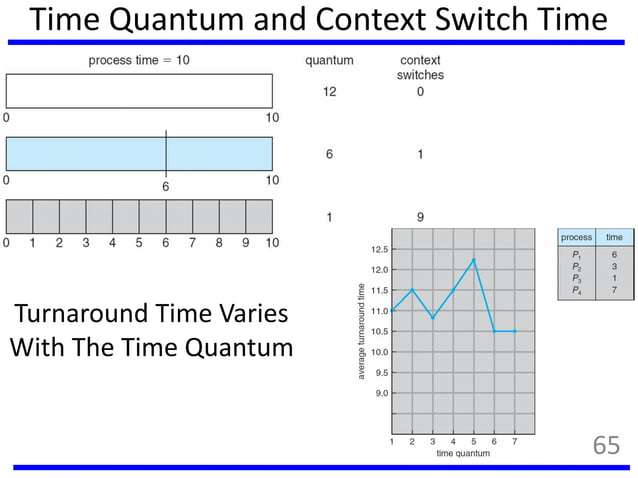 Time Quantum and Context Switch Time
process time = 10 quantum context
switches
12 0
0 10
6 1
0 6 10
1 9
0 1 2 3 4 5 6 7 8 9 10
process time
P1 6
P2 3
P3 1
P4 7
Turnaround Time Varies
With The Time Quantum
average turnaround time
12.5
12.0
11.5
11.0
10.5
10.0
9.5
9.0
1 2 3 4 5 6 7
time quantum
65